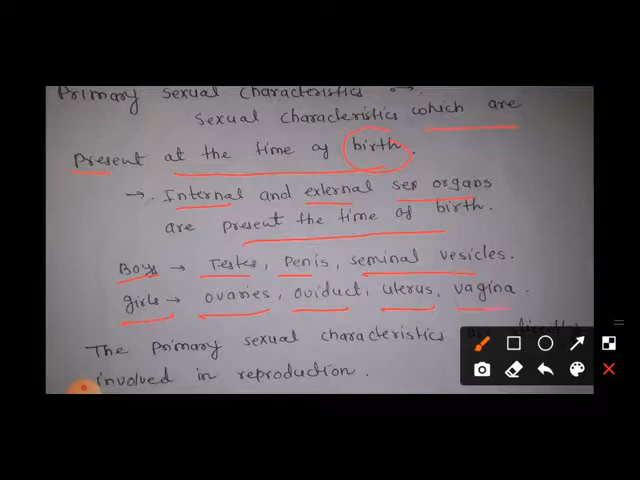 Primary sexual characteristics →
sexual characteristics which are
Present at the time of birth.
→ Internal and external sex organs
are present the time of birth.
Boys → Testes, Penis, seminal vesicles.
girls → ovaries, oviduct, uterus, vagina.
The primary sexual characteristics
involved in reproduction.